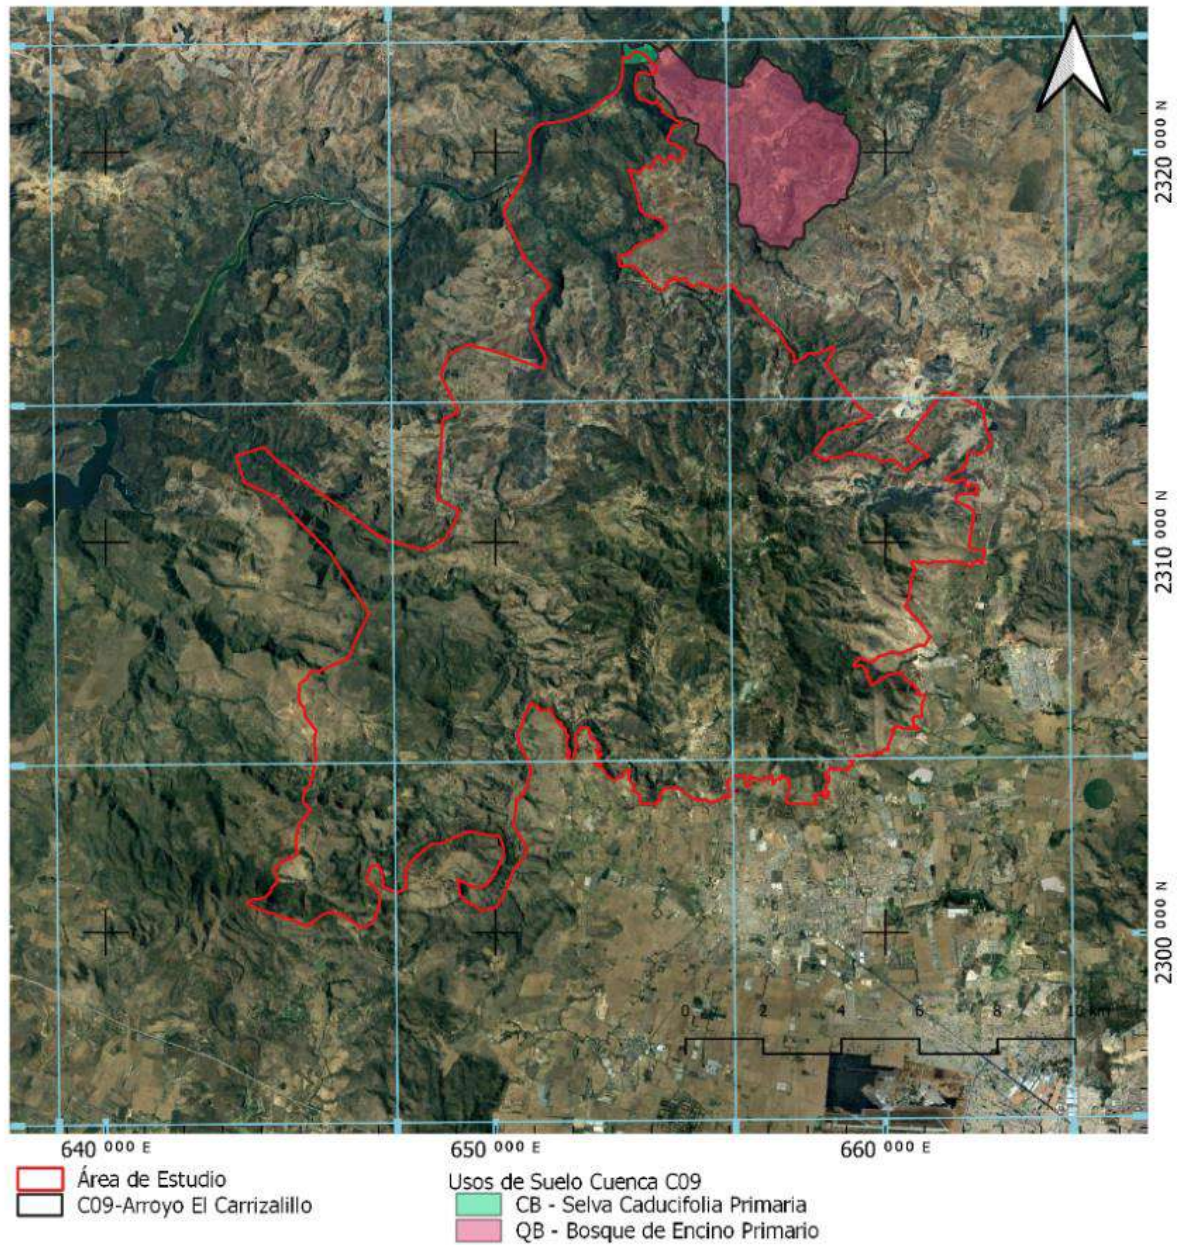 2320 000 N
2310 000 N
2300 000 N
0 2 4 6 8 10 km
640 000 E
650 000 E
660 000 E
Área de Estudio
C09-Arroyo El Carrizalillo
Usos de Suelo Cuenca C09
CB - Selva Caducifolia Primaria
QB - Bosque de Encino Primario